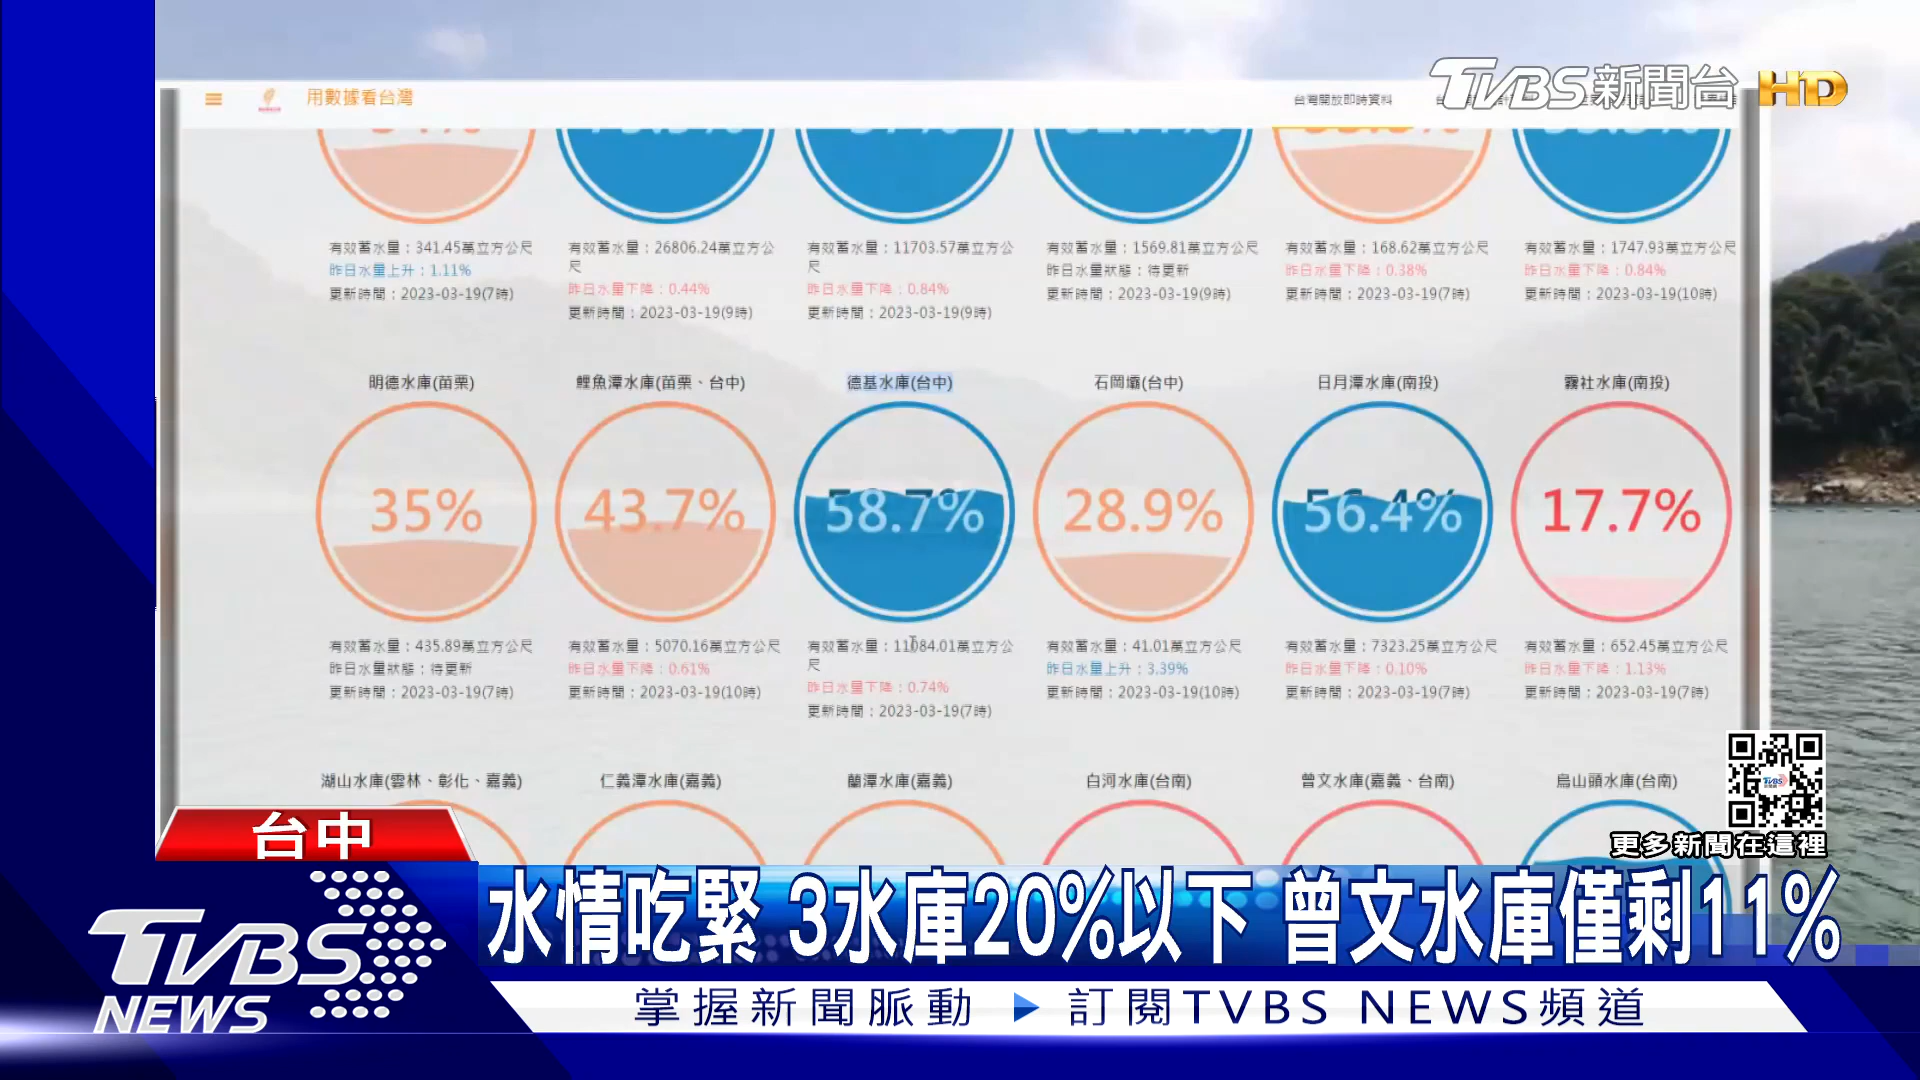 TVBS新聞台 HD
用數據看台灣
台灣開放即時資料
有效蓄水量：341.45萬立方公尺
昨日水量上升：1.11%
更新時間：2023-03-19(7時)
有效蓄水量：26806.24萬立方公
尺
昨日水量下降：0.44%
更新時間：2023-03-19(9時)
有效蓄水量：11703.57萬立方公
尺
昨日水量下降：0.84%
更新時間：2023-03-19(9時)
有效蓄水量：1569.81萬立方公尺
昨日水量狀態：待更新
更新時間：2023-03-19(9時)
有效蓄水量：168.62萬立方公尺
昨日水量下降：0.38%
更新時間：2023-03-19(7時)
有效蓄水量：1747.93萬立方公尺
昨日水量下降：0.84%
更新時間：2023-03-19(10時)
明德水庫(苗栗)
35%
有效蓄水量：435.89萬立方公尺
昨日水量狀態：待更新
更新時間：2023-03-19(7時)
鯉魚潭水庫(苗栗、台中)
43.7%
有效蓄水量：5070.16萬立方公尺
昨日水量下降：0.61%
更新時間：2023-03-19(10時)
德基水庫(台中)
58.7%
有效蓄水量：11084.01萬立方公
尺
昨日水量下降：0.74%
更新時間：2023-03-19(7時)
石岡壩(台中)
28.9%
有效蓄水量：41.01萬立方公尺
昨日水量上升：3.39%
更新時間：2023-03-19(10時)
日月潭水庫(南投)
56.4%
有效蓄水量：7323.25萬立方公尺
昨日水量下降：0.10%
更新時間：2023-03-19(7時)
霧社水庫(南投)
17.7%
有效蓄水量：652.45萬立方公尺
昨日水量下降：1.13%
更新時間：2023-03-19(7時)
湖山水庫(雲林、彰化、嘉義)
仁義潭水庫(嘉義)
蘭潭水庫(嘉義)
白河水庫(台南)
曾文水庫(嘉義、台南)
烏山頭水庫(台南)
TVBS
更多新聞在這裡
台中
水情吃緊 3水庫20%以下 曾文水庫僅剩11%
TVBS
NEWS
掌握新聞脈動 ▶ 訂閱TVBS NEWS頻道